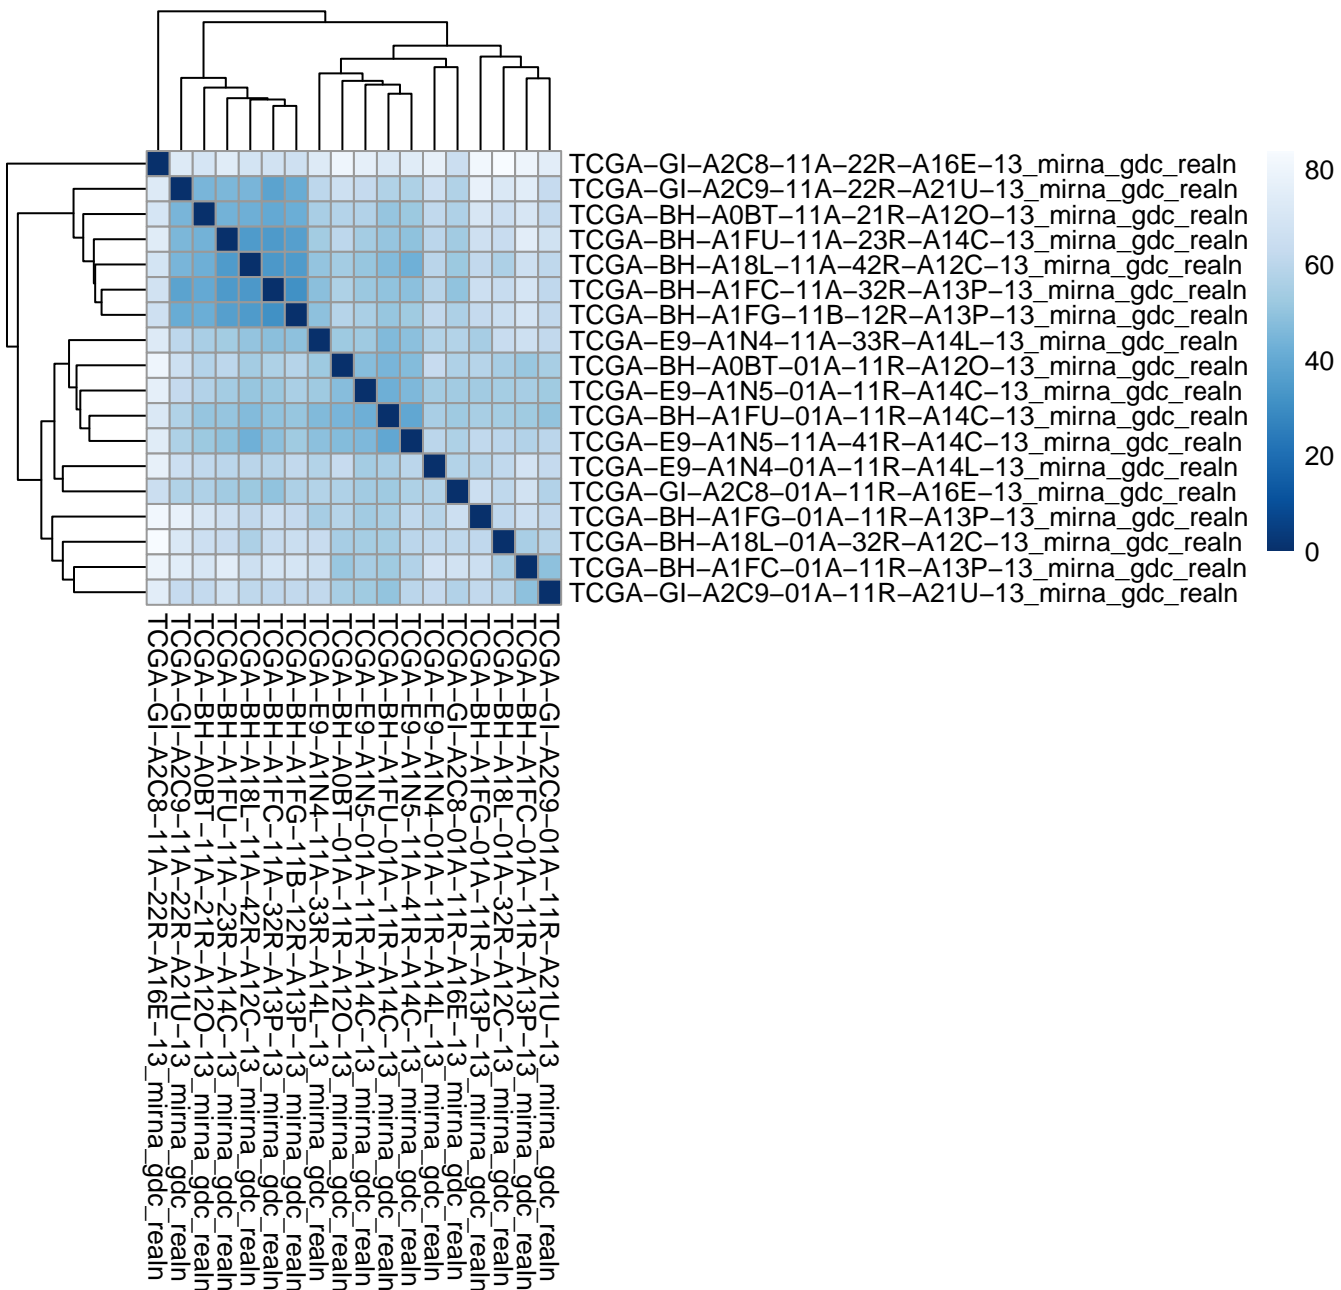 TCGA−GI−A2C8−11A−22R−A16E−13_mirna_gdc_realn
TCGA−GI−A2C9−11A−22R−A21U−13_mirna_gdc_realn
TCGA−BH−A0BT−11A−21R−A12O−13_mirna_gdc_realn
TCGA−BH−A1FU−11A−23R−A14C−13_mirna_gdc_realn
TCGA−BH−A18L−11A−42R−A12C−13_mirna_gdc_realn
TCGA−BH−A1FC−11A−32R−A13P−13_mirna_gdc_realn
TCGA−BH−A1FG−11B−12R−A13P−13_mirna_gdc_realn
TCGA−E9−A1N4−11A−33R−A14L−13_mirna_gdc_realn
TCGA−BH−A0BT−01A−11R−A12O−13_mirna_gdc_realn
TCGA−E9−A1N5−01A−11R−A14C−13_mirna_gdc_realn
TCGA−BH−A1FU−01A−11R−A14C−13_mirna_gdc_realn
TCGA−E9−A1N5−11A−41R−A14C−13_mirna_gdc_realn
TCGA−E9−A1N4−01A−11R−A14L−13_mirna_gdc_realn
TCGA−GI−A2C8−01A−11R−A16E−13_mirna_gdc_realn
TCGA−BH−A1FG−01A−11R−A13P−13_mirna_gdc_realn
TCGA−BH−A18L−01A−32R−A12C−13_mirna_gdc_realn
TCGA−BH−A1FC−01A−11R−A13P−13_mirna_gdc_realn
TCGA−GI−A2C9−01A−11R−A21U−13_mirna_gdc_realn
80
60
40
20
0
TCGA−GI−A2C8−11A−22R−A16E−13_mirna_gdc_realn
TCGA−GI−A2C9−11A−22R−A21U−13_mirna_gdc_realn
TCGA−BH−A0BT−11A−21R−A12O−13_mirna_gdc_realn
TCGA−BH−A1FU−11A−23R−A14C−13_mirna_gdc_realn
TCGA−BH−A18L−11A−42R−A12C−13_mirna_gdc_realn
TCGA−BH−A1FC−11A−32R−A13P−13_mirna_gdc_realn
TCGA−BH−A1FG−11B−12R−A13P−13_mirna_gdc_realn
TCGA−E9−A1N4−11A−33R−A14L−13_mirna_gdc_realn
TCGA−BH−A0BT−01A−11R−A12O−13_mirna_gdc_realn
TCGA−E9−A1N5−01A−11R−A14C−13_mirna_gdc_realn
TCGA−BH−A1FU−01A−11R−A14C−13_mirna_gdc_realn
TCGA−E9−A1N5−11A−41R−A14C−13_mirna_gdc_realn
TCGA−E9−A1N4−01A−11R−A14L−13_mirna_gdc_realn
TCGA−GI−A2C8−01A−11R−A16E−13_mirna_gdc_realn
TCGA−BH−A1FG−01A−11R−A13P−13_mirna_gdc_realn
TCGA−BH−A18L−01A−32R−A12C−13_mirna_gdc_realn
TCGA−BH−A1FC−01A−11R−A13P−13_mirna_gdc_realn
TCGA−GI−A2C9−01A−11R−A21U−13_mirna_gdc_realn